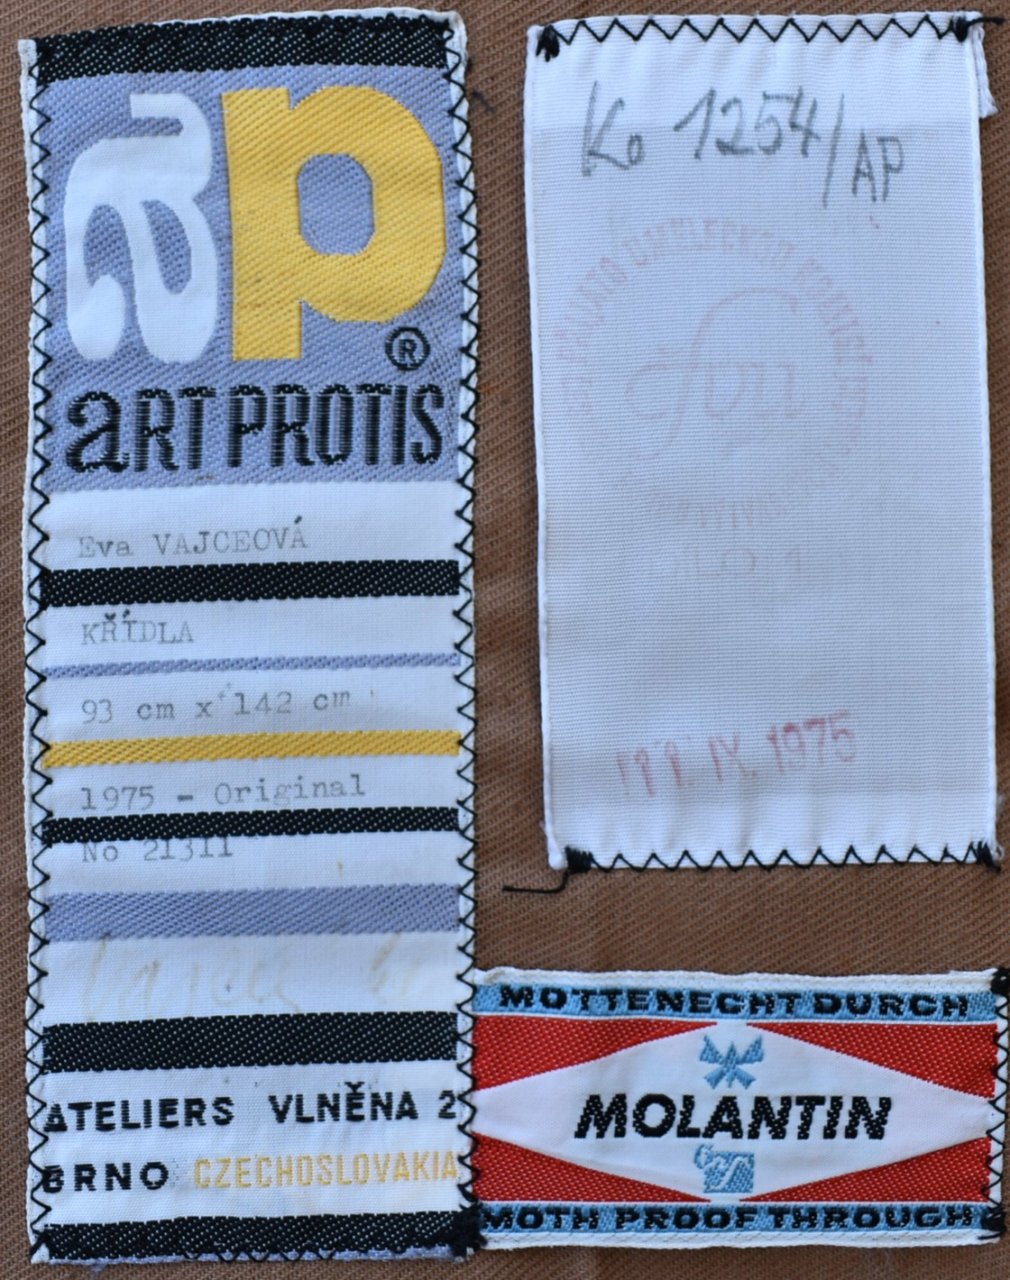 ap
®
aRT PROTIS
Eva VAJCEOVÁ
KŘÍDLA
93 cm x 142 cm
1975 - Original
No 21311
ATELIERS VLNĚNA 2
BRNO CZECHOSLOVAKIA
Ko 1254/AP
IX. 1975
MOTTENECHT DURCH
MOLANTIN
MOTH PROOF THROUGH